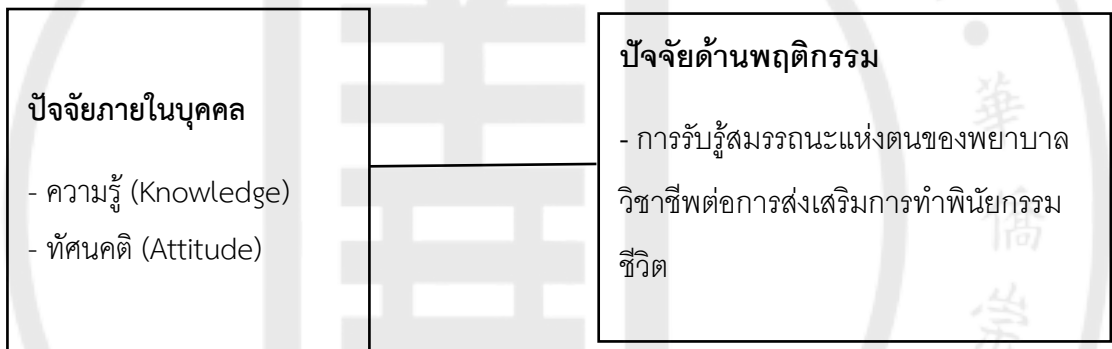 ปัจจัยภายในบุคคล
- ความรู้ (Knowledge)
- ทัศนคติ (Attitude)
ปัจจัยด้านพฤติกรรม
- การรับรู้สมรรถนะแห่งตนของพยาบาล
วิชาชีพต่อการส่งเสริมการทำพินัยกรรม
ชีวิต
華
僑
崇